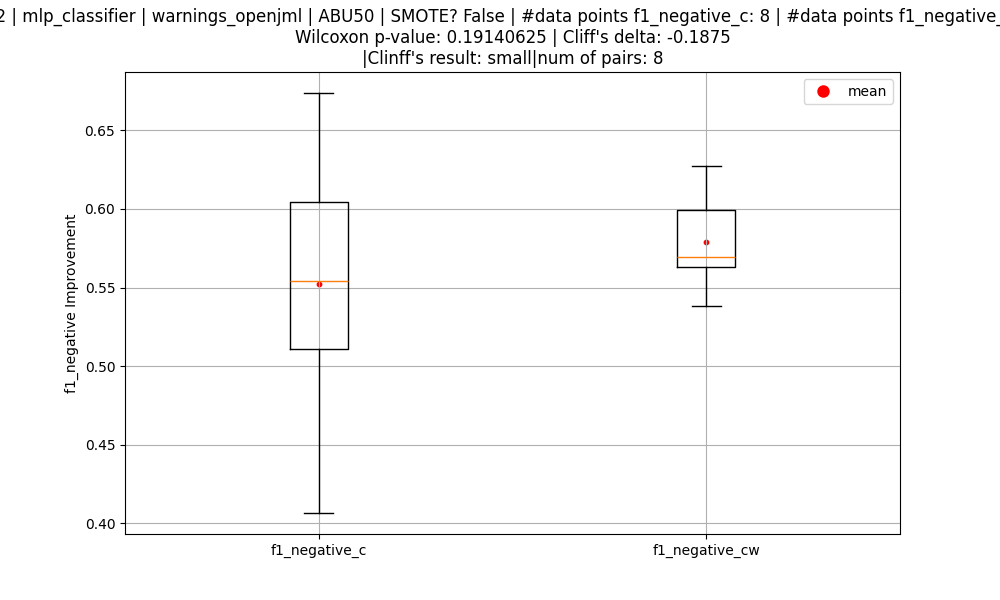 2 | mlp_classifier | warnings_openjml | ABU50 | SMOTE? False | #data points f1_negative_c: 8 | #data points f1_negative_
Wilcoxon p-value: 0.19140625 | Cliff's delta: -0.1875
|Clinff's result: small|num of pairs: 8
mean
0.65
0.60
0.55
0.50
0.45
0.40
f1_negative Improvement
f1_negative_c
f1_negative_cw